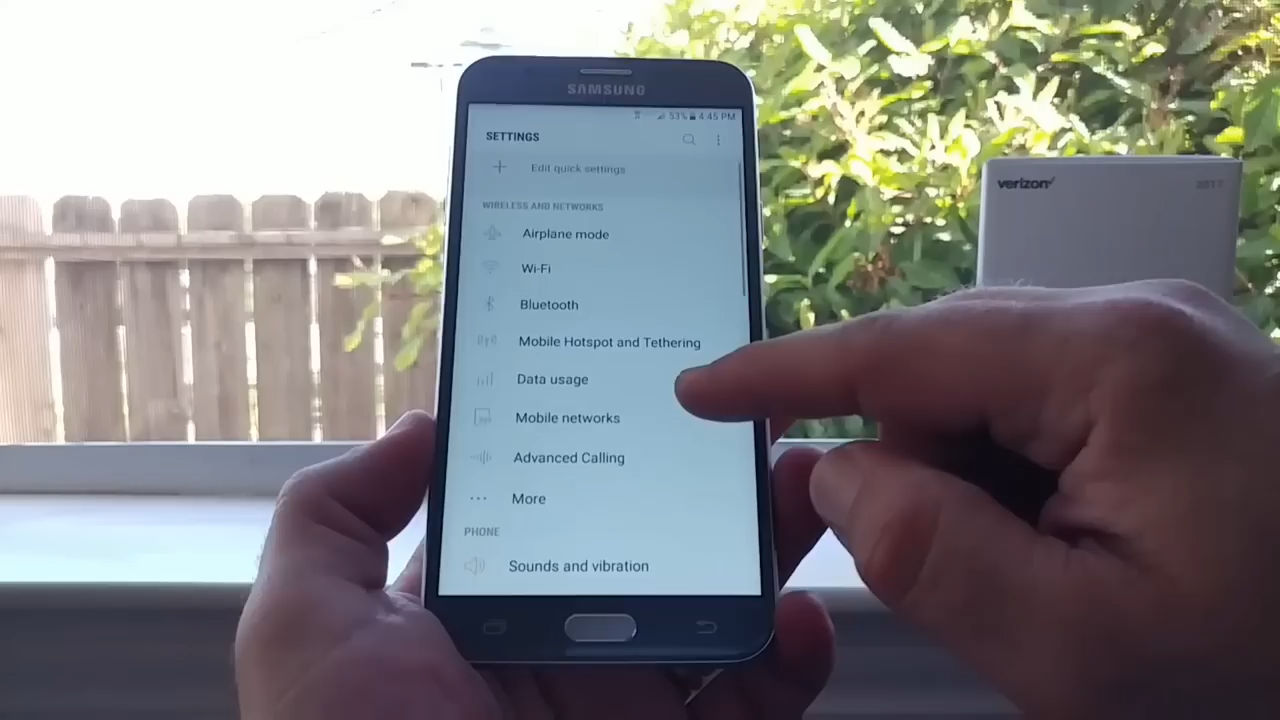 SAMSUNG
53% 4:45 PM
SETTINGS
Edit quick settings
WIRELESS AND NETWORKS
Airplane mode
Wi-Fi
Bluetooth
Mobile Hotspot and Tethering
Data usage
Mobile networks
Advanced Calling
More
PHONE
Sounds and vibration
verizon